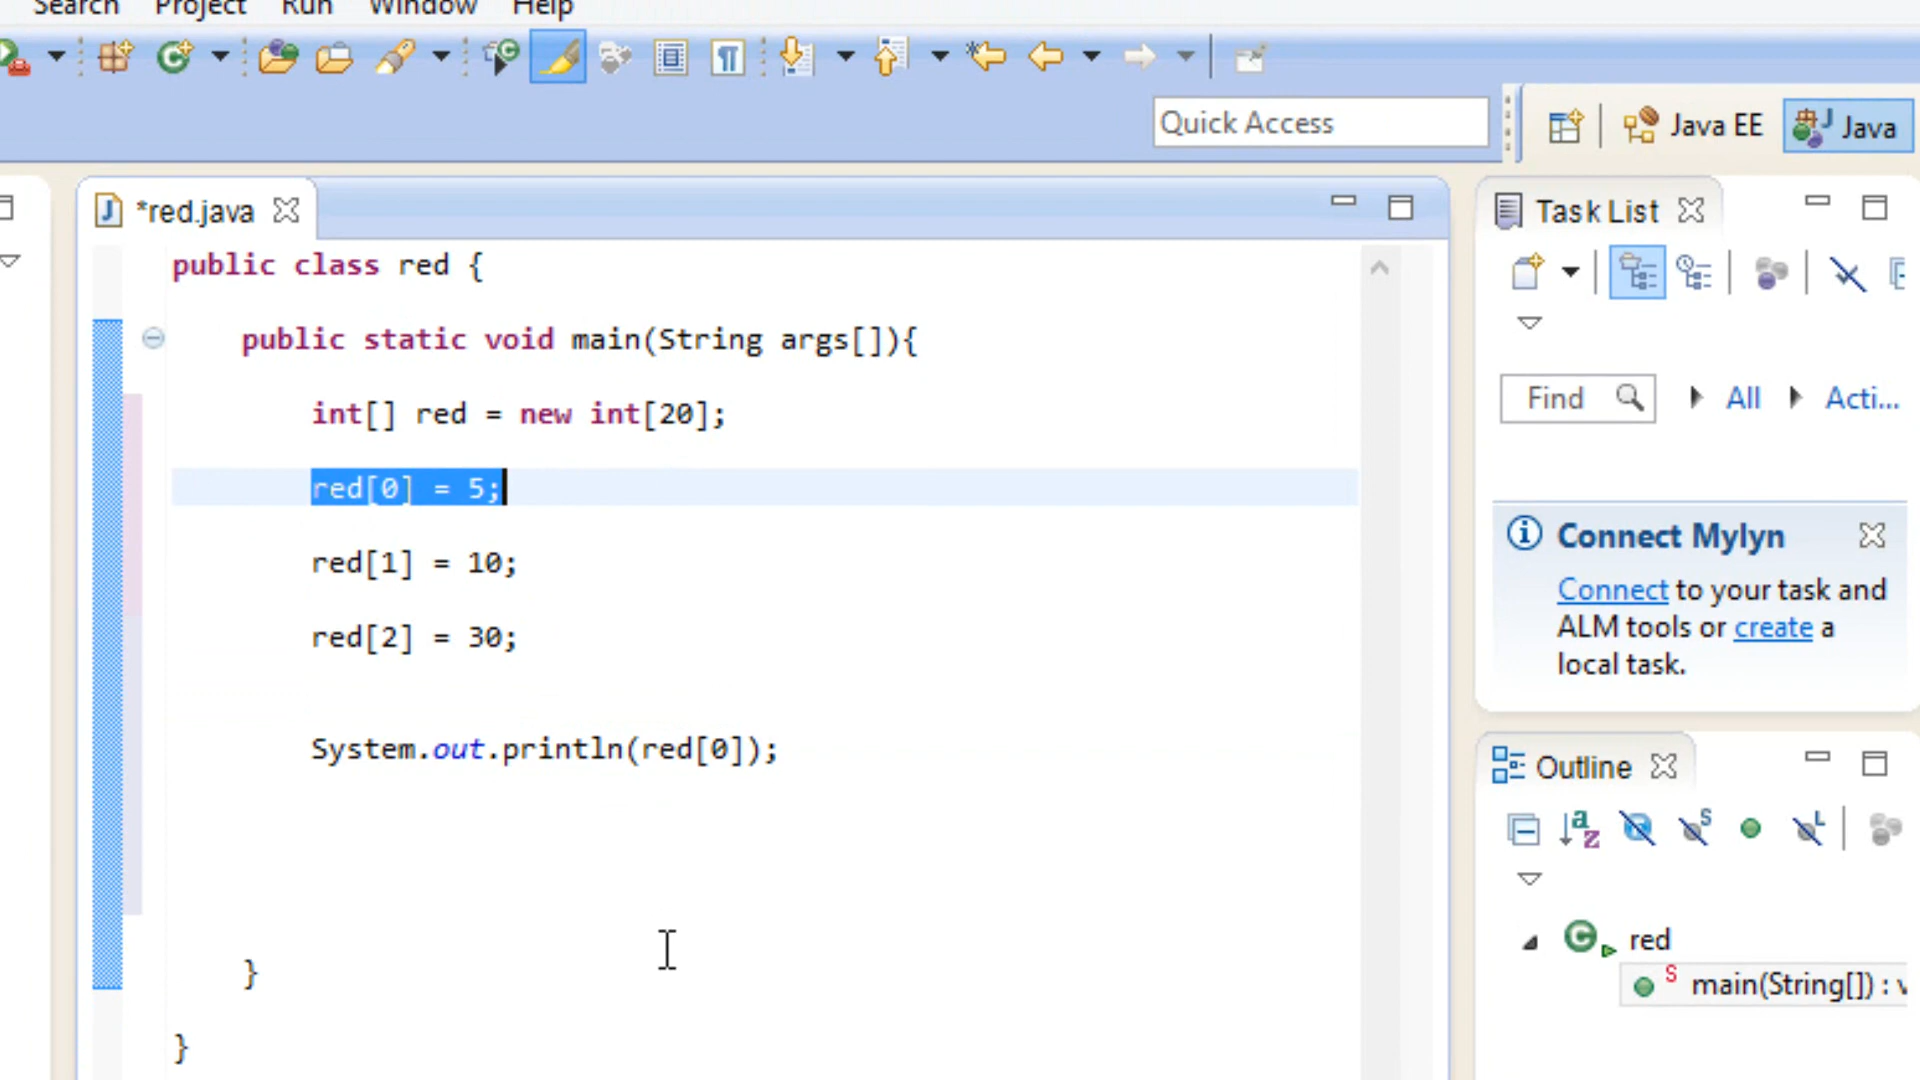 Search Project Run Window Help
Quick Access
Java EE
Java
*red.java
public class red {
public static void main(String args[]){
int[] red = new int[20];
red[0] = 5;
red[1] = 10;
red[2] = 30;
System.out.println(red[0]);
}
}
Task List
Find
All
Acti...
Connect Mylyn
Connect to your task and
ALM tools or create a
local task.
Outline
red
main(String[]) : v